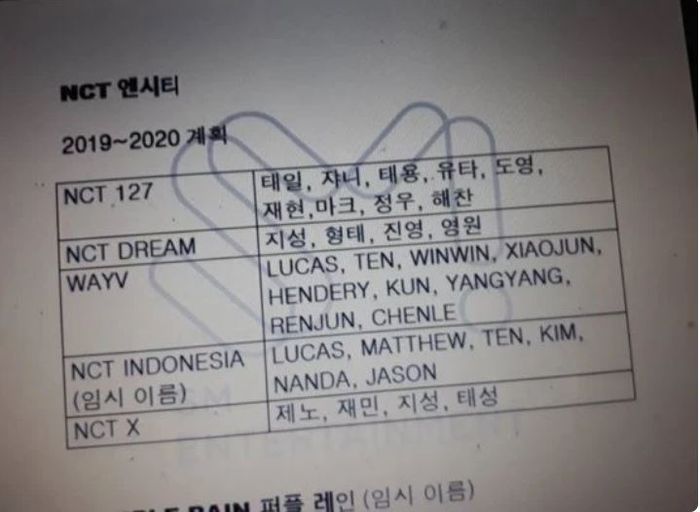 NCT 엔시티
2019~2020 계획
NCT 127
태일, 쟈니, 태용, 유타, 도영,
재현,마크, 정우, 해찬
NCT DREAM
지성, 형태, 진영, 영원
WAYV
LUCAS, TEN, WINWIN, XIAOJUN,
HENDERY, KUN, YANGYANG,
RENJUN, CHENLE
NCT INDONESIA
(임시 이름)
LUCAS, MATTHEW, TEN, KIM,
NANDA, JASON
NCT X
제노, 재민, 지성, 태성
SM
ENTERTAINMENT
RAIN 퍼플 레인 (임시 이름)